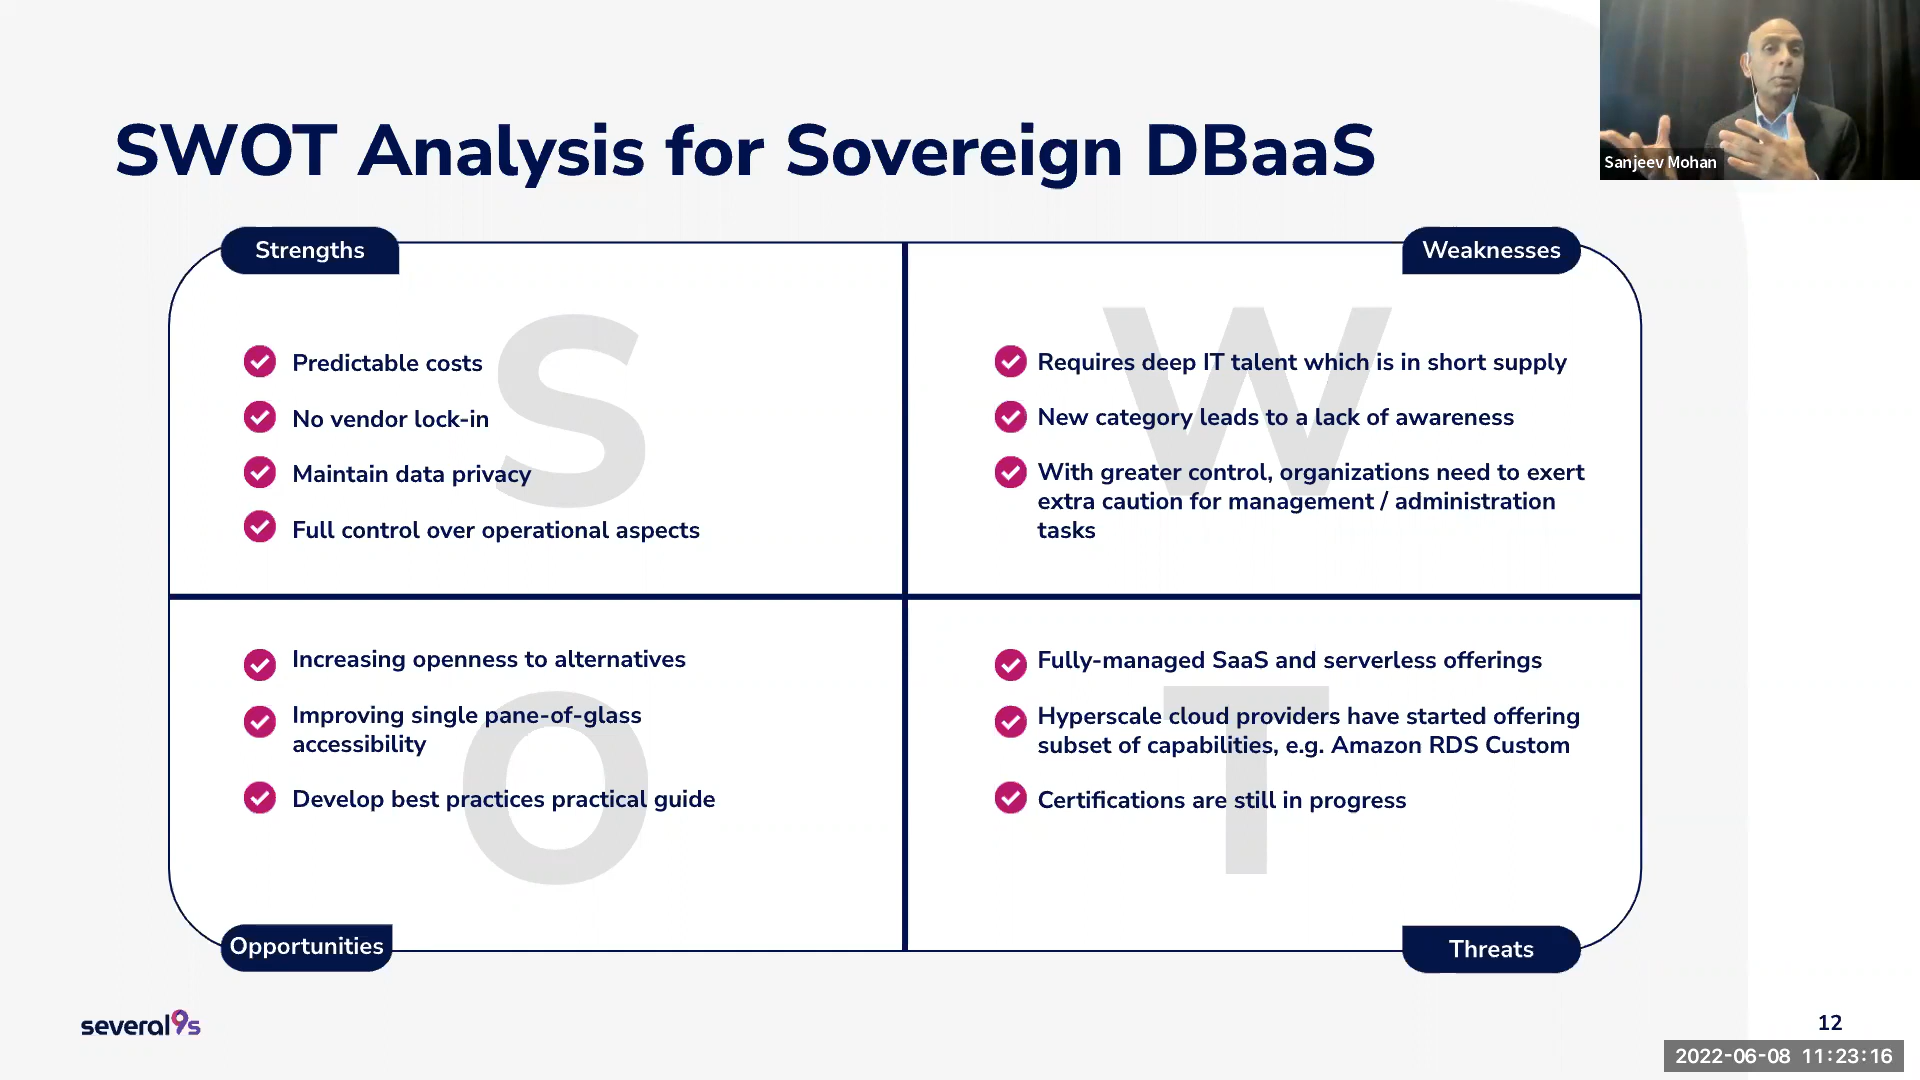 SWOT Analysis for Sovereign DBaaS
Sanjeev Mohan
Strengths
Predictable costs
No vendor lock-in
Maintain data privacy
Full control over operational aspects
Weaknesses
Requires deep IT talent which is in short supply
New category leads to a lack of awareness
With greater control, organizations need to exert
extra caution for management / administration
tasks
Increasing openness to alternatives
Improving single pane-of-glass
accessibility
Develop best practices practical guide
Opportunities
Fully-managed SaaS and serverless offerings
Hyperscale cloud providers have started offering
subset of capabilities, e.g. Amazon RDS Custom
Certifications are still in progress
Threats
S
W
O
T
several9s
12
2022-06-08 11:23:16